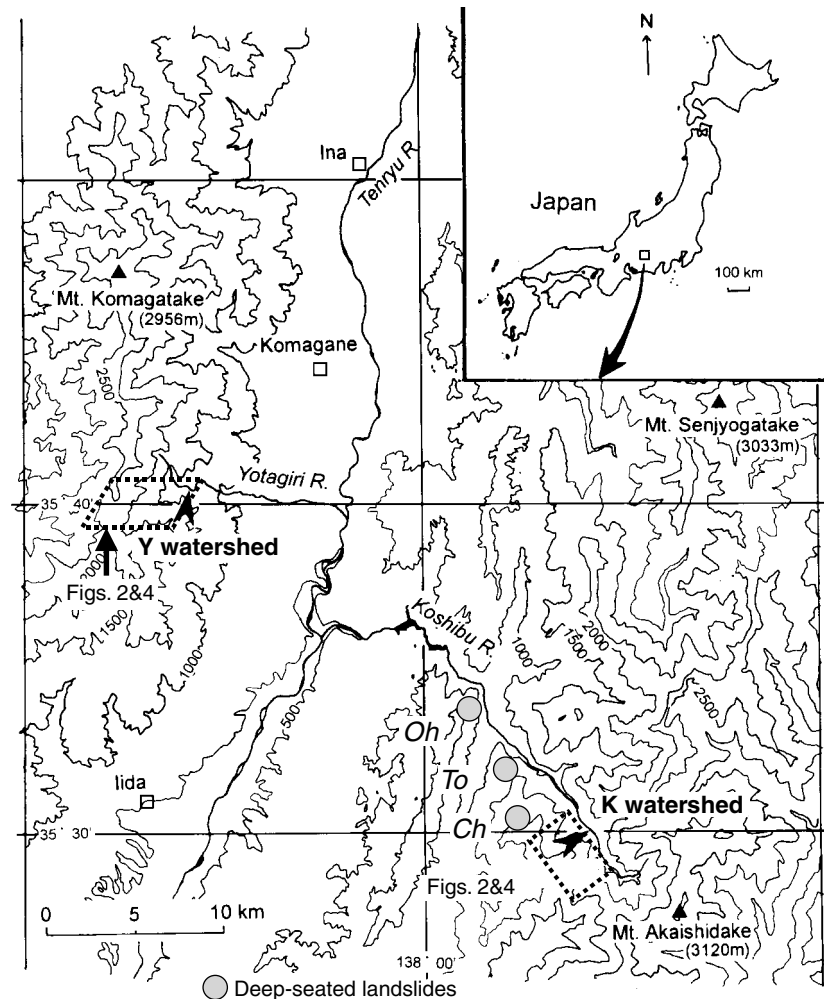 N
Japan
100 km
Ina
Tenryu R.
Mt. Komagatake
(2956m)
Komagane
2500
Mt. Senjyogatake
(3033m)
Yotagiri R.
35° 40'
Y watershed
2000
Figs. 2&4
1500
1000
Koshibu R.
1000
1500
2000
2500
500
Oh
To
Iida
K watershed
Ch
35° 30'
Figs. 2&4
0 5 10 km
Mt. Akaishidake
(3120m)
138° 00'
Deep-seated landslides